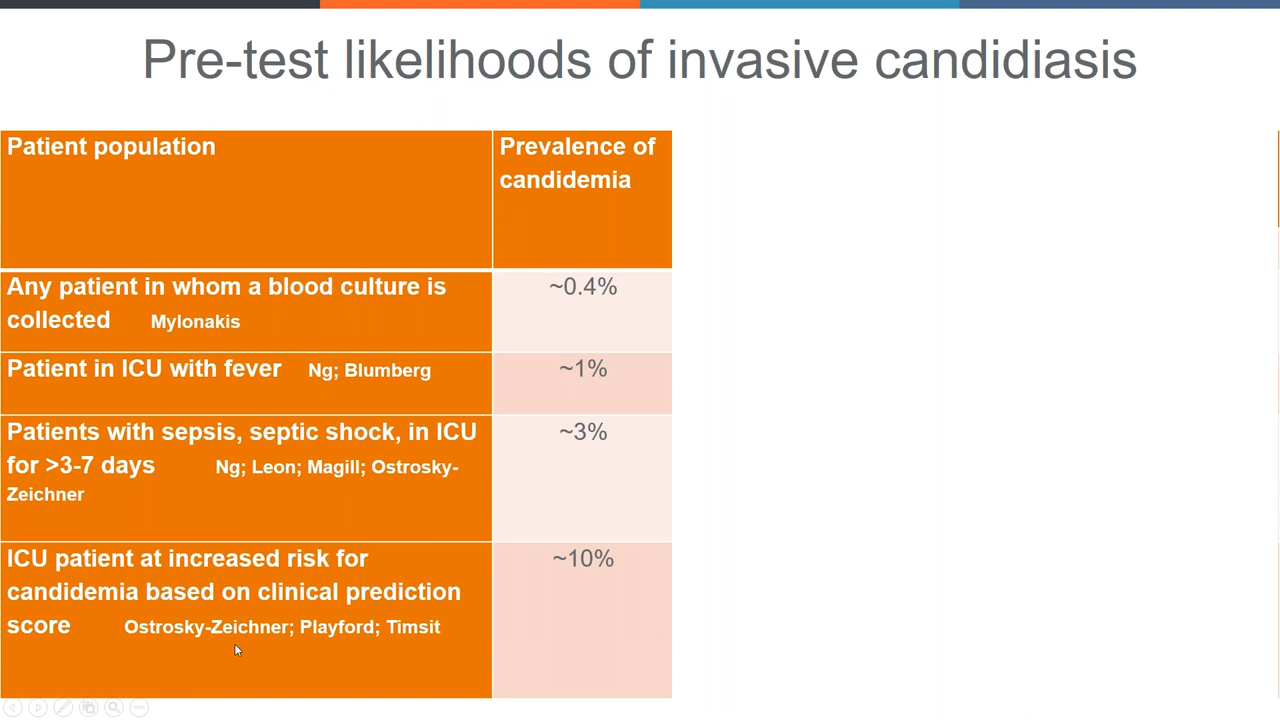 Pre-test likelihoods of invasive candidiasis
Patient population
Prevalence of
candidemia
Any patient in whom a blood culture is
collected Mylonakis
~0.4%
Patient in ICU with fever Ng; Blumberg
~1%
Patients with sepsis, septic shock, in ICU
for >3-7 days Ng; Leon; Magill; Ostrosky-
Zeichner
~3%
ICU patient at increased risk for
candidemia based on clinical prediction
score Ostrosky-Zeichner; Playford; Timsit
~10%